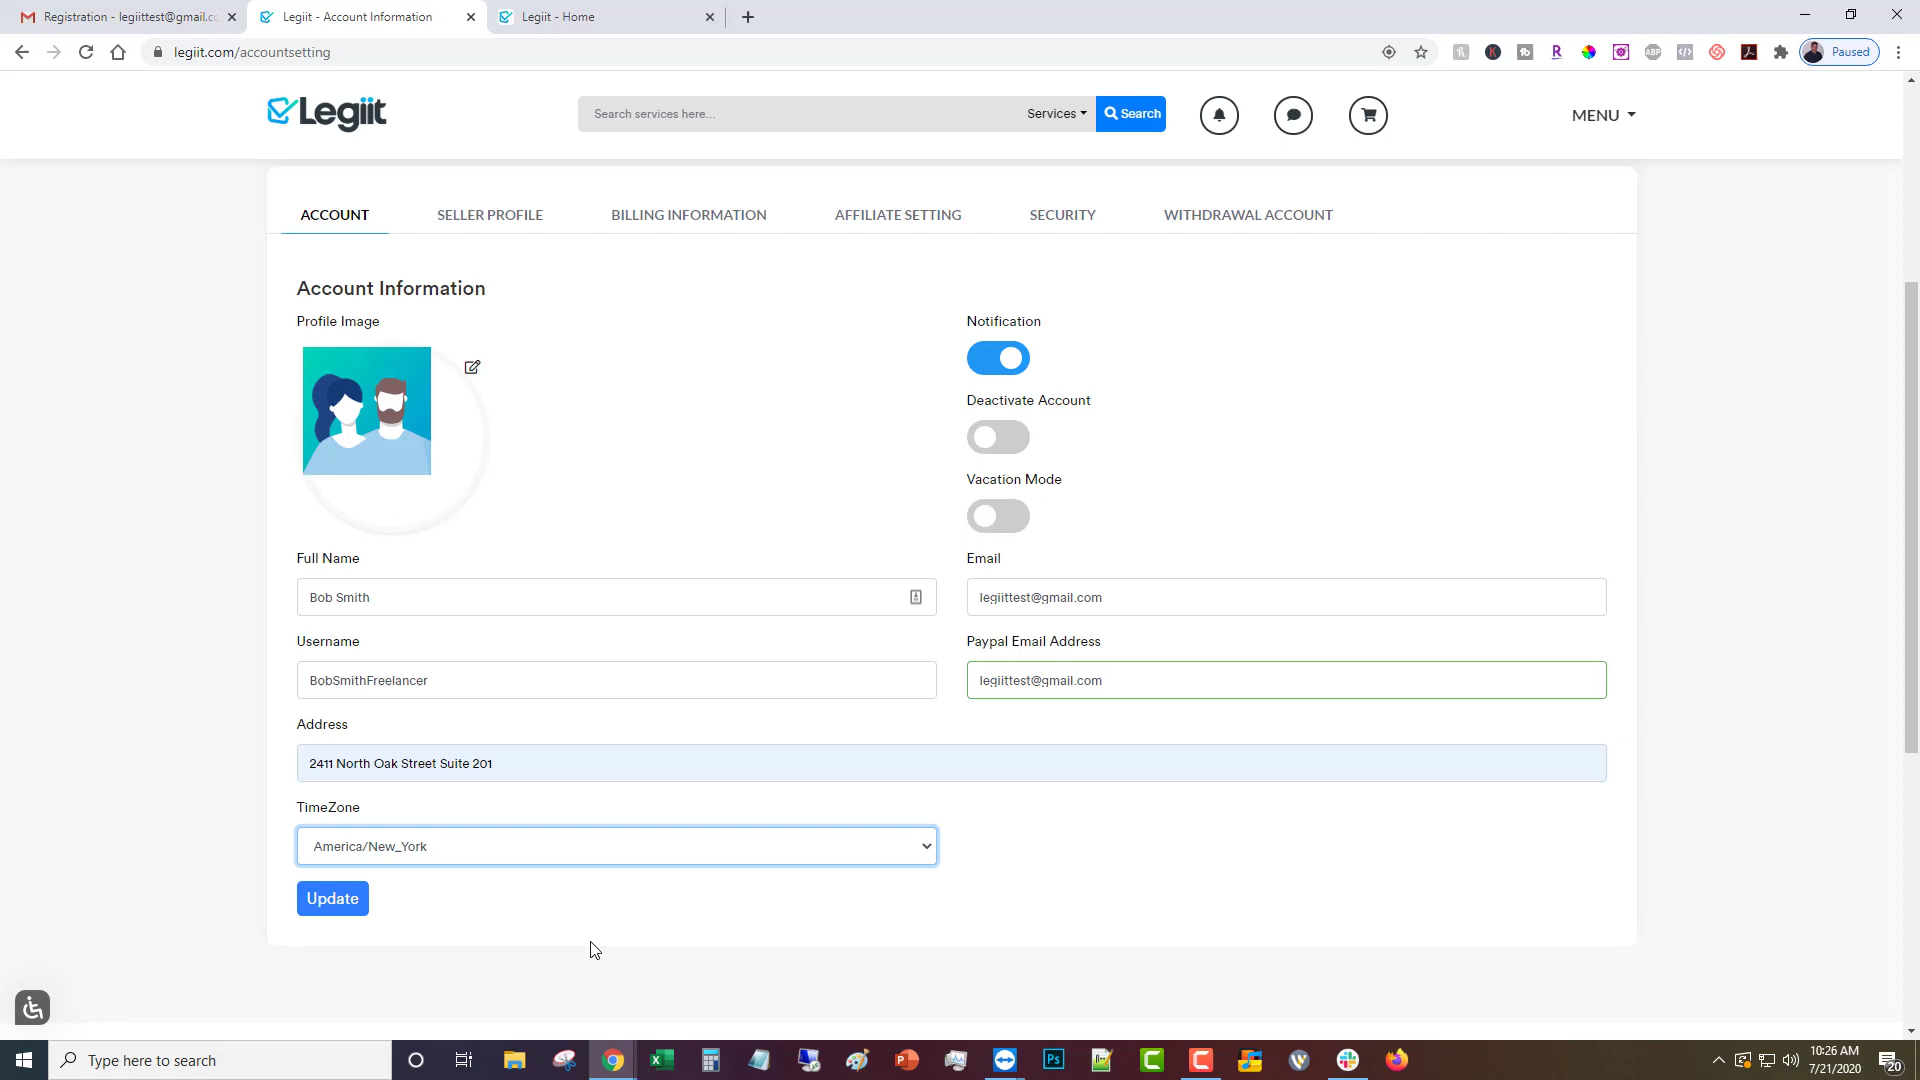 Registration - legiittest@gmail.cc
Legiit - Account Information
Legiit - Home
legiit.com/accountsetting
Paused
Legiit
Search services here...
Services
Search
MENU
ACCOUNT
SELLER PROFILE
BILLING INFORMATION
AFFILIATE SETTING
SECURITY
WITHDRAWAL ACCOUNT
Account Information
Profile Image
Notification
Deactivate Account
Vacation Mode
Full Name
Email
Bob Smith
legiittest@gmail.com
Username
Paypal Email Address
BobSmithFreelancer
legiittest@gmail.com
Address
2411 North Oak Street Suite 201
TimeZone
America/New_York
Update
Type here to search
10:26 AM
7/21/2020
20